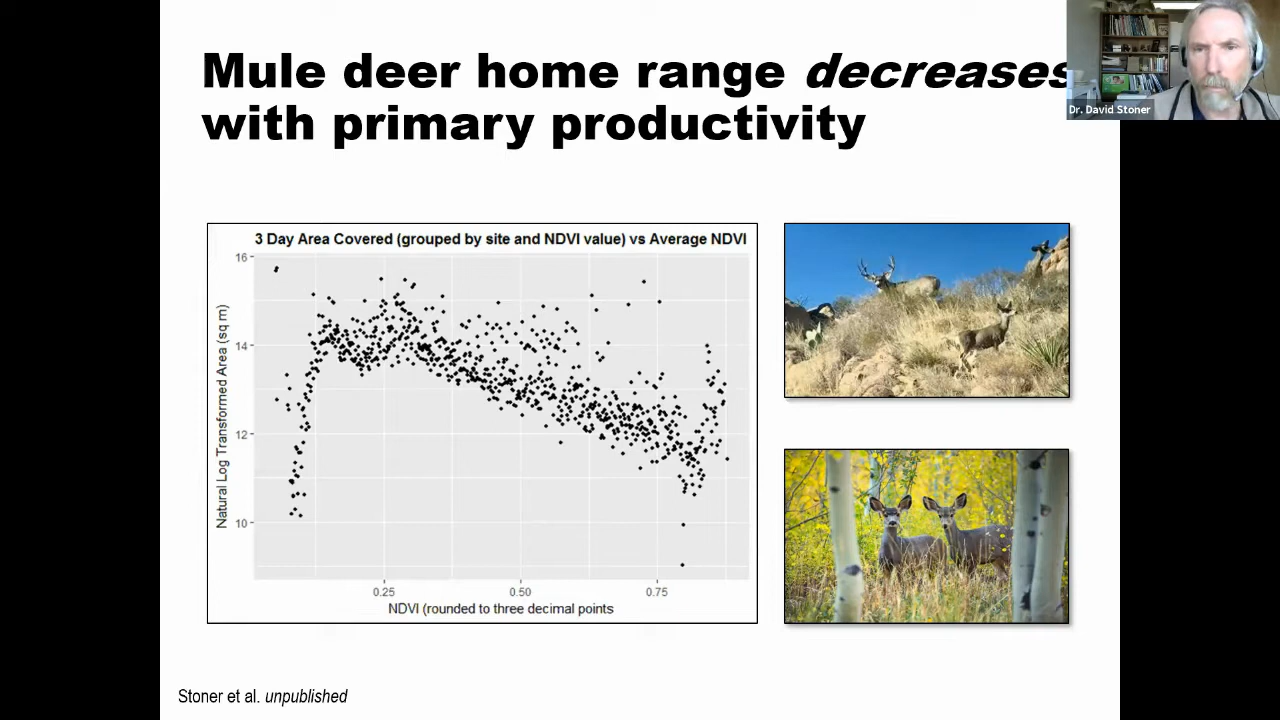 Mule deer home range decreases
with primary productivity
Dr. David Stoner
3 Day Area Covered (grouped by site and NDVI value) vs Average NDVI
Natural Log Transformed Area (sq m)
16
14
12
10
0.25
0.50
0.75
NDVI (rounded to three decimal points
Stoner et al. unpublished